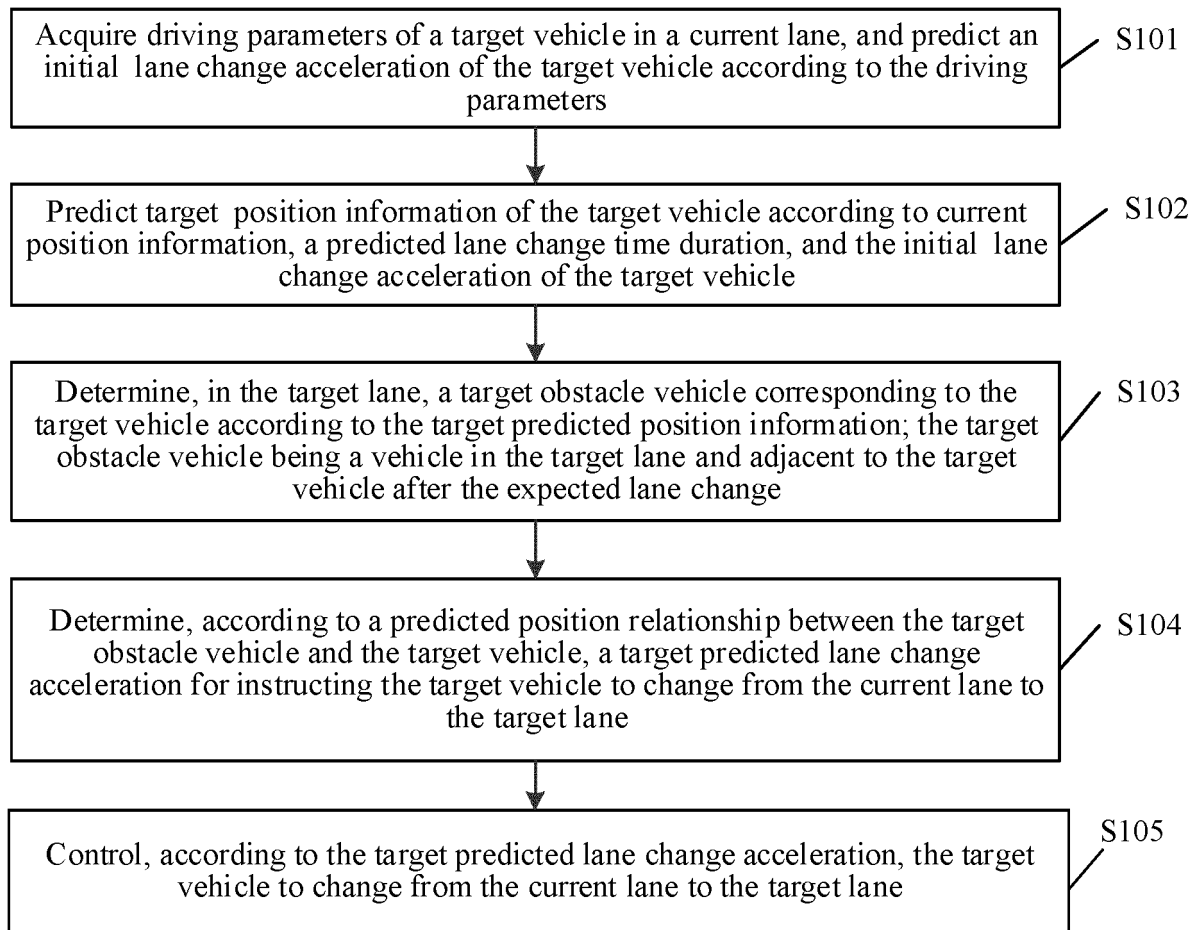 Acquire driving parameters of a target vehicle in a current lane, and predict an
initial lane change acceleration of the target vehicle according to the driving
parameters
S101
Predict target position information of the target vehicle according to current
position information, a predicted lane change time duration, and the initial lane
change acceleration of the target vehicle
S102
Determine, in the target lane, a target obstacle vehicle corresponding to the
target vehicle according to the target predicted position information; the target
obstacle vehicle being a vehicle in the target lane and adjacent to the target
vehicle after the expected lane change
S103
Determine, according to a predicted position relationship between the target
obstacle vehicle and the target vehicle, a target predicted lane change
acceleration for instructing the target vehicle to change from the current lane to
the target lane
S104
Control, according to the target predicted lane change acceleration, the target
vehicle to change from the current lane to the target lane
S105